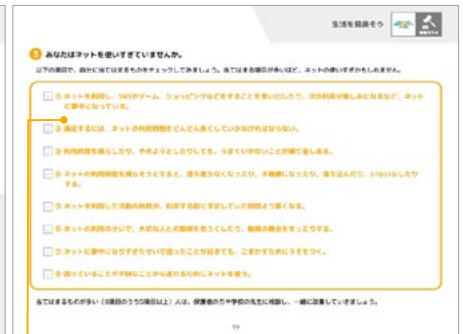 生活を見直そう
5 あなたはネットを使いすぎていませんか。
以下の項目で、自分に当てはまるものをチェックしてみましょう。当てはまる項目が多いほど、ネットの使いすぎかもしれません。
① ネットを利用し、SNSやゲーム、ショッピングなどをすることを思い出したり、次の利用が楽しみになるなど、ネット
に夢中になっている。
② 満足するには、ネットの利用時間をどんどん長くしていかなければならない。
③ 利用時間を減らしたり、やめようとしたりしても、うまくいかないことが繰り返しある。
④ ネットの利用時間を減らそうとすると、落ち着かなくなったり、不機嫌になったり、落ち込んだり、いらいらしたり
する。
⑤ ネットを利用した活動の時間が、利用する前に予定していた時間より長くなる。
⑥ ネットの利用のせいで、大切な人との関係を危うくしたり、勉強の機会を失ったりする。
⑦ ネットに夢中になりすぎたせいで困ったことが起きても、ごまかすためにうそをつく。
⑧ 困っていることや不快なことから逃れるためにネットを使う。
当てはまるものが多い（8項目のうち5項目以上）人は、保護者の方や学校の先生に相談し、一緒に改善していきましょう。